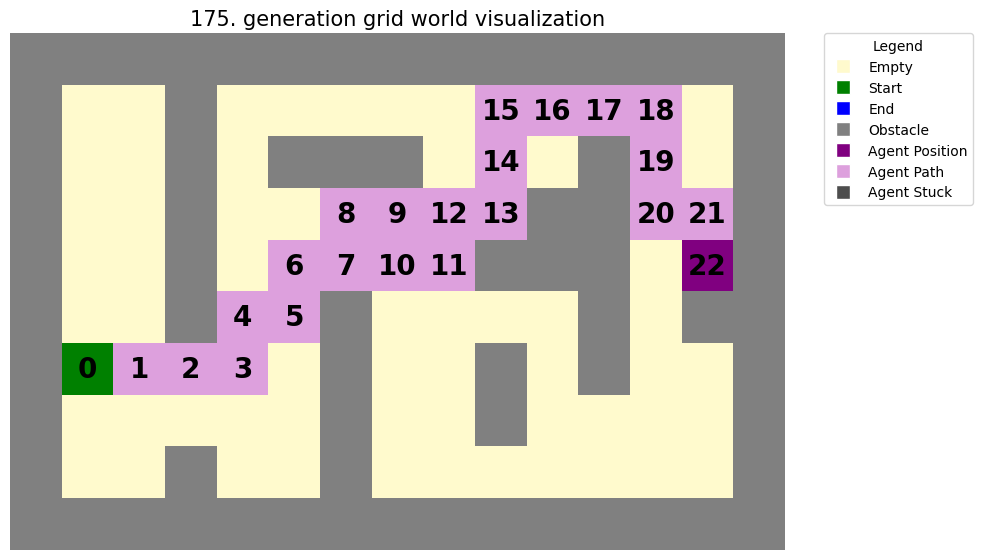 175. generation grid world visualization
Legend
Empty
Start
End
Obstacle
Agent Position
Agent Path
Agent Stuck
15 16 17 18
14 19
8 9 12 13 20 21
6 7 10 11 22
4 5
0 1 2 3